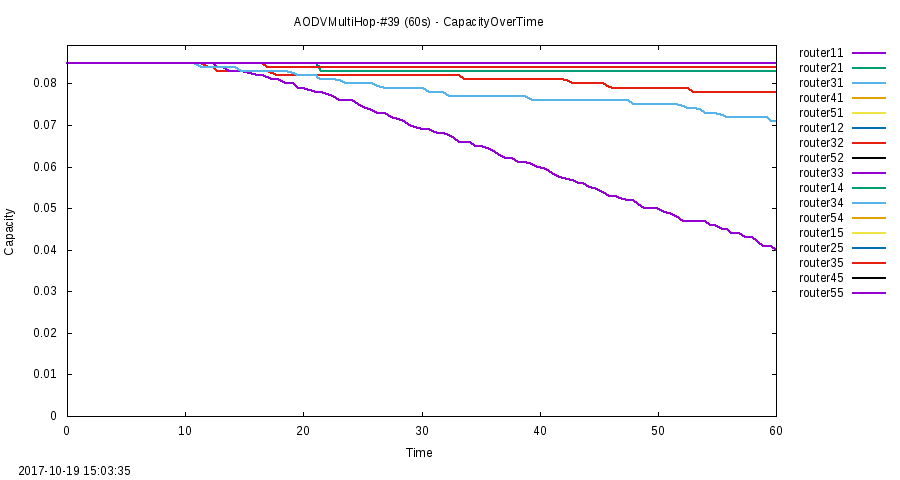 AODVMultiHop-#39 (60s) - CapacityOverTime
Capacity
0.08
0.07
0.06
0.05
0.04
0.03
0.02
0.01
0
0 10 20 30 40 50 60
Time
router11
router21
router31
router41
router51
router12
router32
router52
router33
router14
router34
router54
router15
router25
router35
router45
router55
2017-10-19 15:03:35